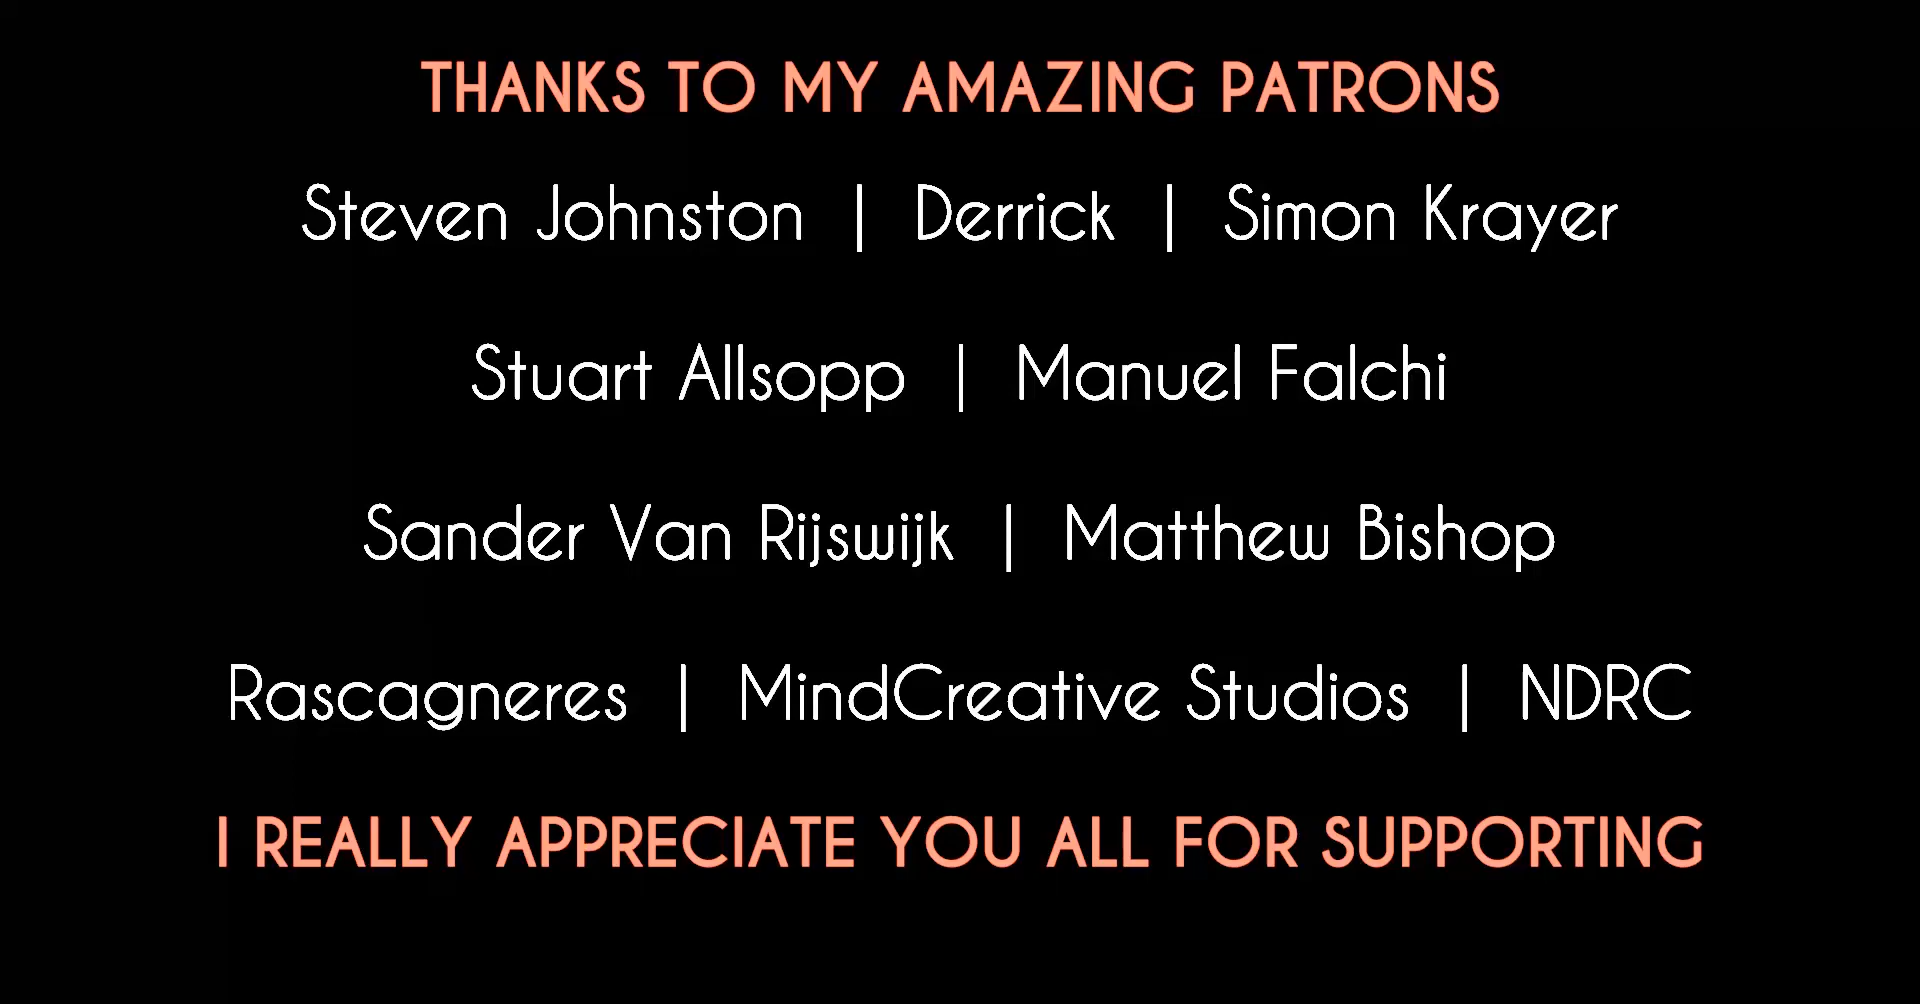 THANKS TO MY AMAZING PATRONS
Steven Johnston | Derrick | Simon Krayer
Stuart Allsopp | Manuel Falchi
Sander Van Rijswijk | Matthew Bishop
Rascagneres | MindCreative Studios | NDRC
I REALLY APPRECIATE YOU ALL FOR SUPPORTING